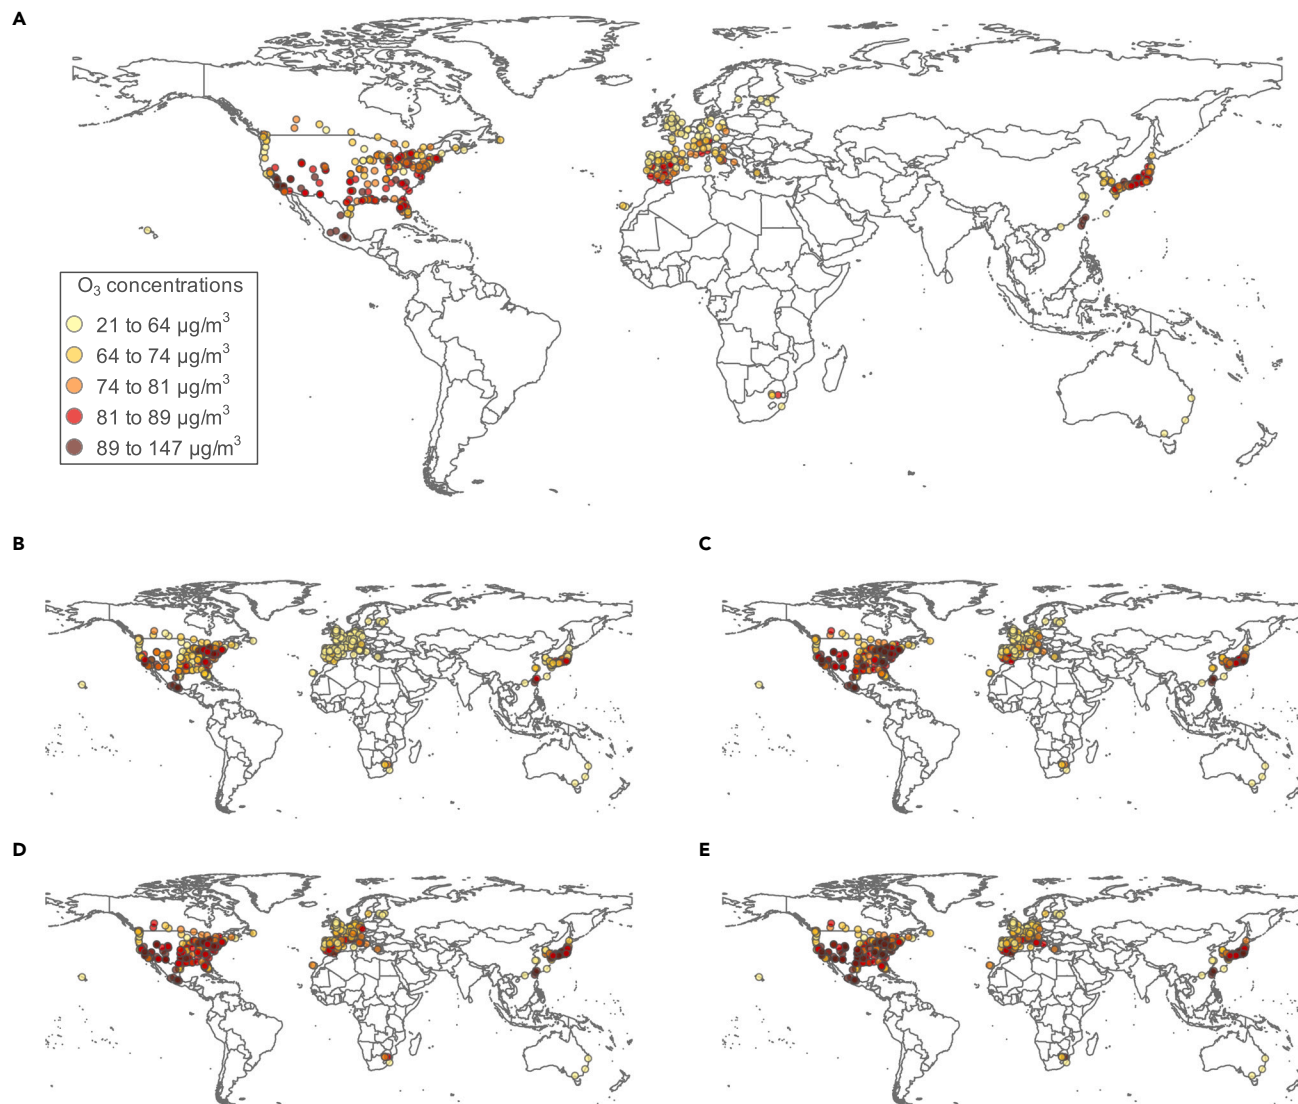 A
O₃ concentrations
21 to 64 µg/m³
64 to 74 µg/m³
74 to 81 µg/m³
81 to 89 µg/m³
89 to 147 µg/m³
B
C
D
E